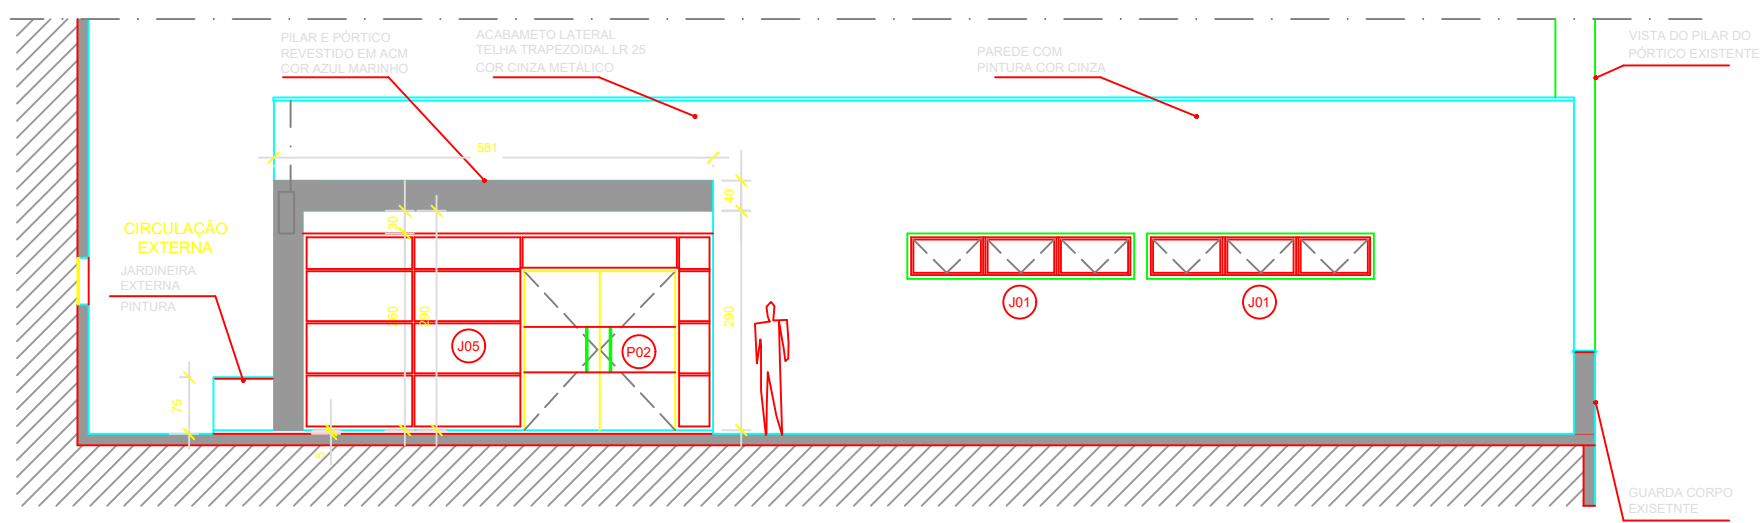 PILAR E PÓRTICO
REVESTIDO EM ACM
COR AZUL MARINHO
ACABAMETO LATERAL
TELHA TRAPEZOIDAL LR 25
COR CINZA METÁLICO
PAREDE COM
PINTURA COR CINZA
VISTA DO PILAR DO
PÓRTICO EXISTENTE
581
40
30
CIRCULAÇÃO
EXTERNA
JARDINEIRA
EXTERNA
PINTURA
260
290
290
J05
P02
J01
J01
75
5
GUARDA CORPO
EXISETNTE